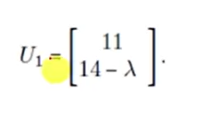 U₁ = [ 11
14 − λ ].